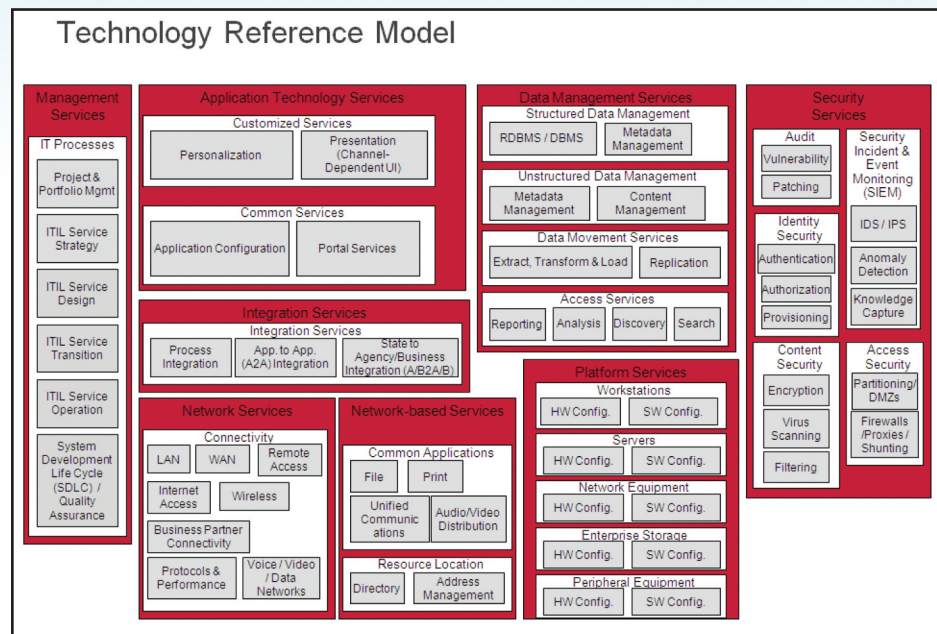 Technology Reference Model
Management
Services
IT Processes
Project &
Portfolio Mgmt
ITIL Service
Strategy
ITIL Service
Design
ITIL Service
Transition
ITIL Service
Operation
System
Development
Life Cycle
(SDLC) /
Quality
Assurance
Application Technology Services
Customized Services
Personalization
Presentation
(Channel-
Dependent UI)
Common Services
Application Configuration
Portal Services
Integration Services
Integration Services
Process
Integration
App. to App.
(A2A) Integration
State to
Agency/Business
Integration (A/B2A/B)
Network Services
Connectivity
LAN
WAN
Remote
Access
Internet
Access
Wireless
Business Partner
Connectivity
Protocols &
Performance
Voice / Video
/ Data
Networks
Network-based Services
Common Applications
File
Print
Unified
Communic
ations
Audio/Video
Distribution
Resource Location
Directory
Address
Management
Data Management Services
Structured Data Management
RDBMS / DBMS
Metadata
Management
Unstructured Data Management
Metadata
Management
Content
Management
Data Movement Services
Extract, Transform & Load
Replication
Access Services
Reporting
Analysis
Discovery
Search
Platform Services
Workstations
HW Config.
SW Config.
Servers
HW Config.
SW Config.
Network Equipment
HW Config.
SW Config.
Enterprise Storage
HW Config.
SW Config.
Peripheral Equipment
HW Config.
SW Config.
Security
Services
Audit
Vulnerability
Patching
Identity
Security
Authentication
Authorization
Provisioning
Content
Security
Encryption
Virus
Scanning
Filtering
Security
Incident &
Event
Monitoring
(SIEM)
IDS / IPS
Anomaly
Detection
Knowledge
Capture
Access
Security
Partitioning/
DMZs
Firewalls
/Proxies /
Shunting